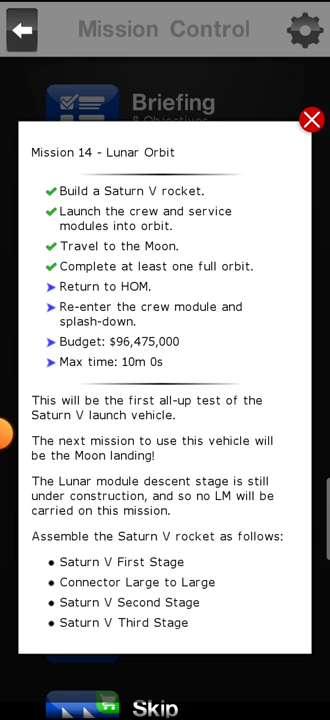 Mission Control
Briefing
& Objectives
Mission 14 - Lunar Orbit
Build a Saturn V rocket.
Launch the crew and service
modules into orbit.
Travel to the Moon.
Complete at least one full orbit.
Return to HOM.
Re-enter the crew module and
splash-down.
Budget: $96,475,000
Max time: 10m 0s
This will be the first all-up test of the
Saturn V launch vehicle.
The next mission to use this vehicle will
be the Moon landing!
The Lunar module descent stage is still
under construction, and so no LM will be
carried on this mission.
Assemble the Saturn V rocket as follows:
• Saturn V First Stage
• Connector Large to Large
• Saturn V Second Stage
• Saturn V Third Stage
Skip